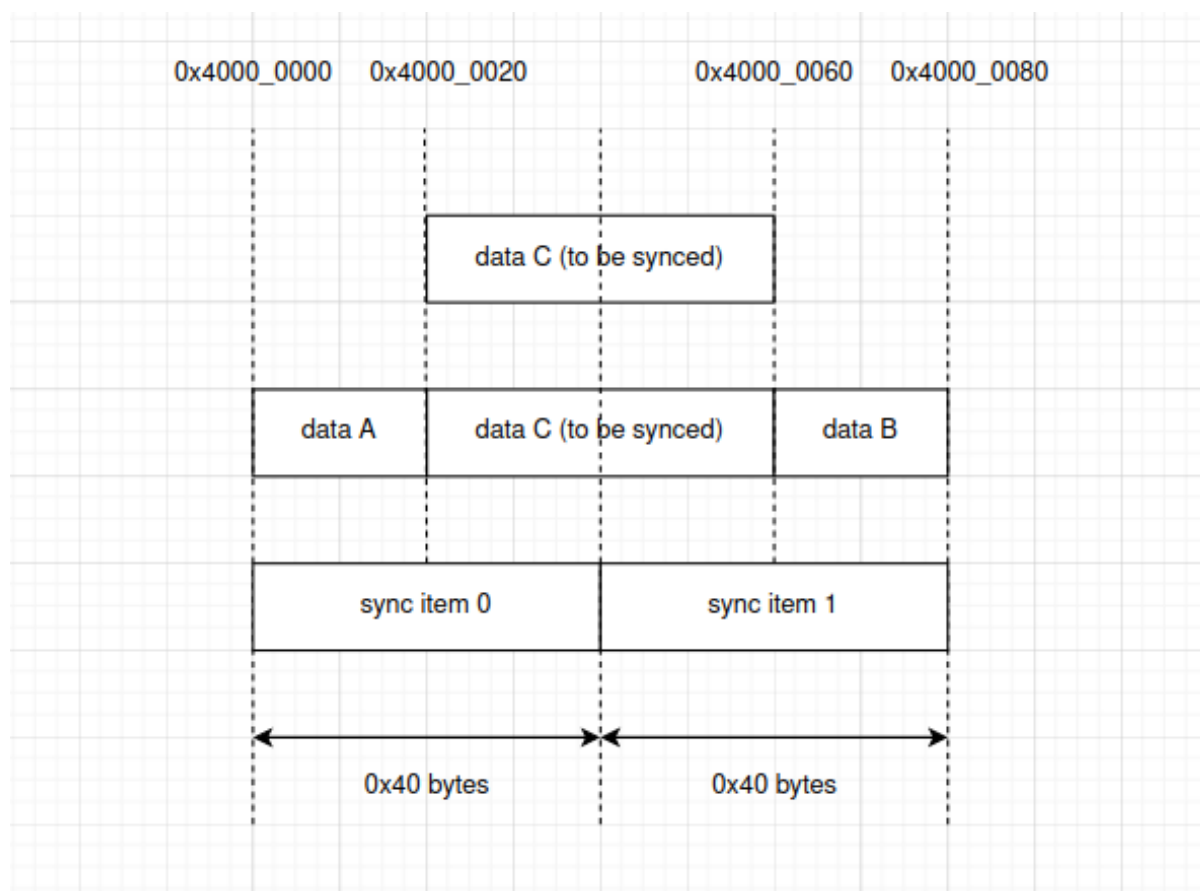 0x4000_0000 0x4000_0020 0x4000_0060 0x4000_0080
data C (to be synced)
data A data C (to be synced) data B
sync item 0 sync item 1
0x40 bytes 0x40 bytes